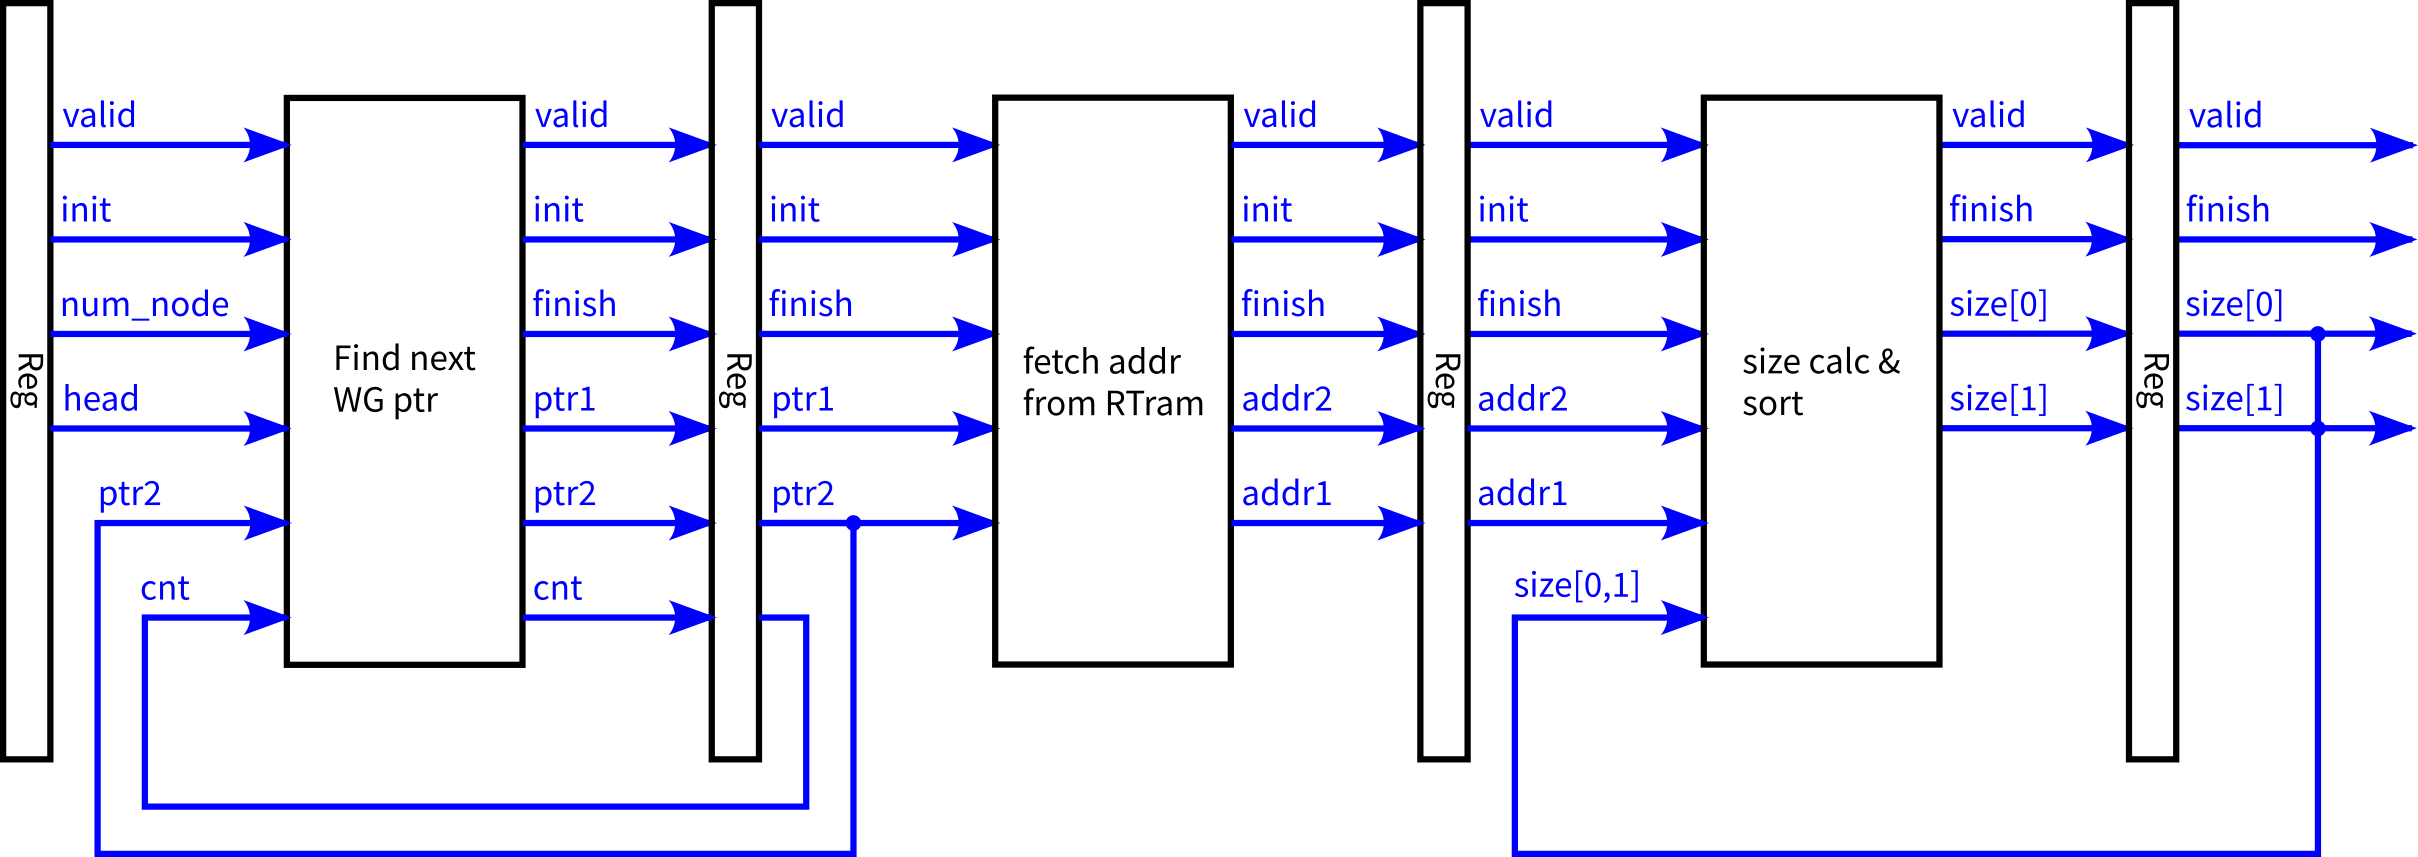 valid
init
num_node
head
ptr2
cnt
Reg
Find next
WG ptr
valid
init
finish
ptr1
ptr2
cnt
Reg
valid
init
finish
ptr1
ptr2
fetch addr
from RTram
valid
init
finish
addr2
addr1
Reg
valid
init
finish
addr2
addr1
size[0,1]
size calc &
sort
valid
finish
size[0]
size[1]
Reg
valid
finish
size[0]
size[1]